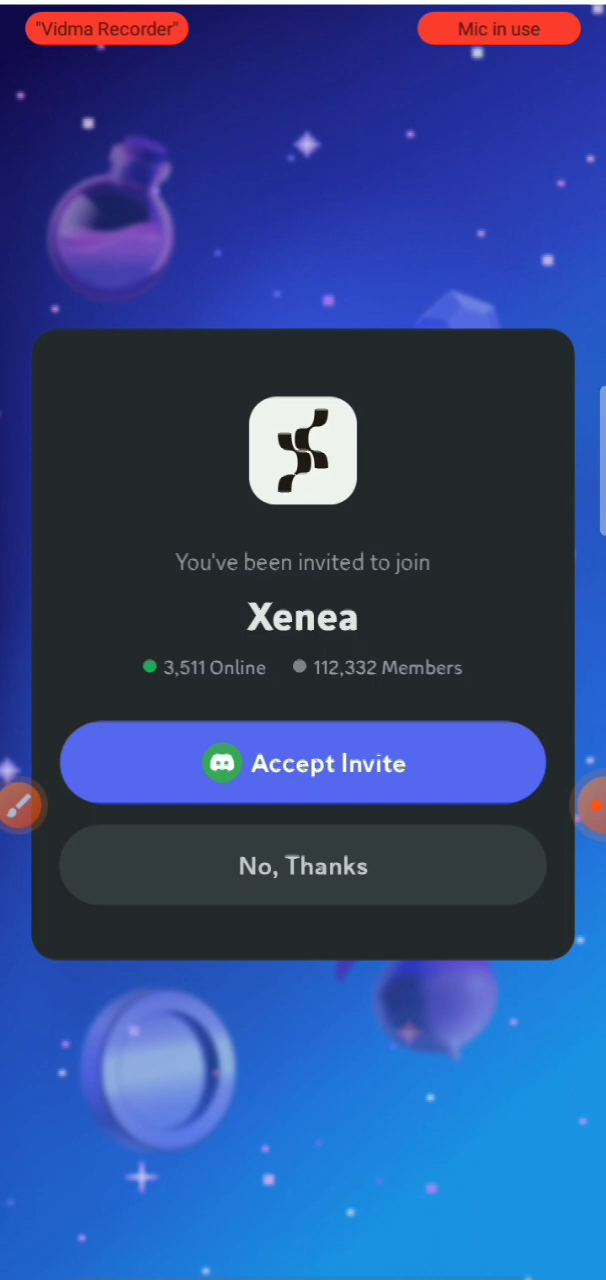 "Vidma Recorder"
Mic in use
You've been invited to join
Xenea
3,511 Online
112,332 Members
Accept Invite
No, Thanks